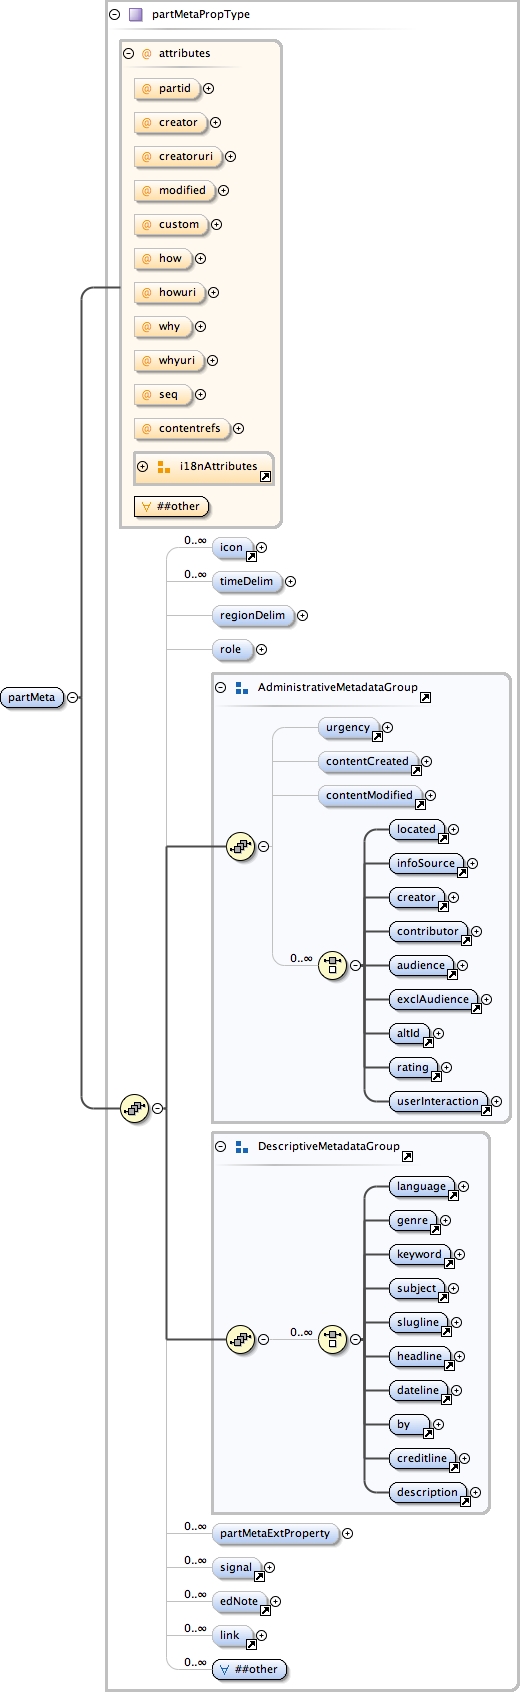 partMetaPropType
attributes
@ partid
@ creator
@ creatoruri
@ modified
@ custom
@ how
@ howuri
@ why
@ whyuri
@ seq
@ contentrefs
i18nAttributes
∀ ##other
0..∞ icon
0..∞ timeDelim
regionDelim
role
partMeta
AdministrativeMetadataGroup
urgency
contentCreated
contentModified
located
infoSource
creator
contributor
0..∞ audience
exclAudience
altId
rating
userInteraction
DescriptiveMetadataGroup
language
genre
keyword
subject
slugline
0..∞
headline
dateline
by
creditline
description
0..∞ partMetaExtProperty
0..∞ signal
0..∞ edNote
0..∞ link
0..∞ ∀ ##other